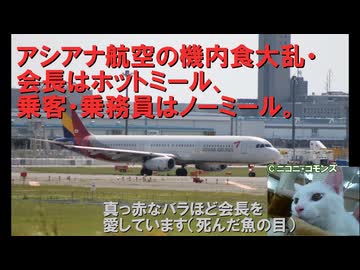 アシアナ航空の機内食大乱・
会長はホットミール、
乗客・乗務員はノーミール。
©ニコニ・コモンズ
真っ赤なバラほど会長を
愛しています（死んだ魚の目）